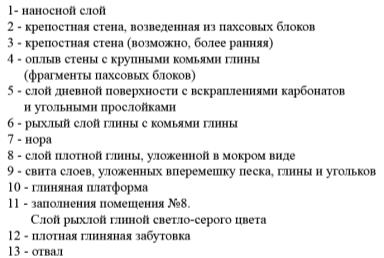 1- наносной слой
2 - крепостная стена, возведенная из пахсовых блоков
3 - крепостная стена (возможно, более ранняя)
4 - оплыв стены с крупными комьями глины
(фрагменты пахсовых блоков)
5 - слой дневной поверхности с вскраплениями карбонатов
и угольными прослойками
6 - рыхлый слой глины с комьями глины
7 - нора
8 - слой плотной глины, уложенной в мокром виде
9 - свита слоев, уложенных вперемешку песка, глины и угольков
10 - глиняная платформа
11 - заполнения помещения №8.
Слой рыхлой глиной светло-серого цвета
12 - плотная глиняная забутовка
13 - отвал